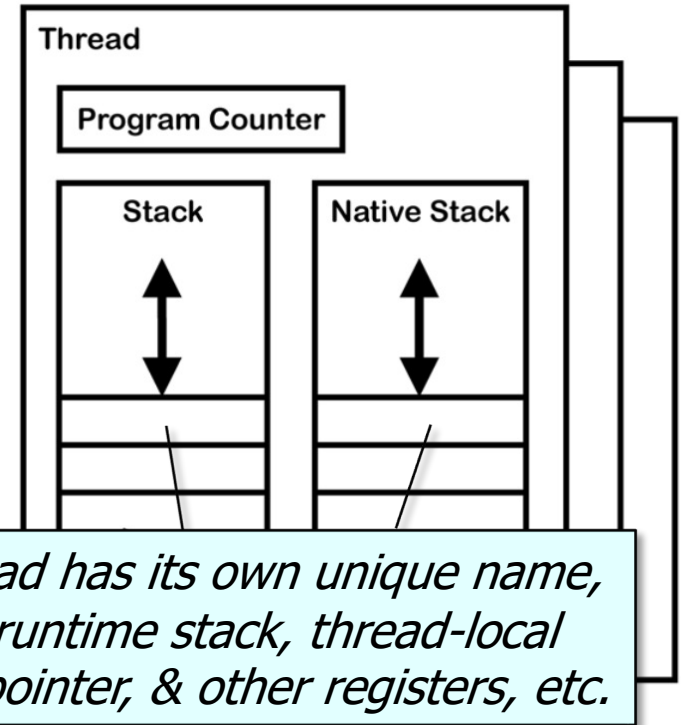 Thread
Program Counter
Stack
Native Stack
has its own unique name,
runtime stack, thread-local
pointer, & other registers, etc.